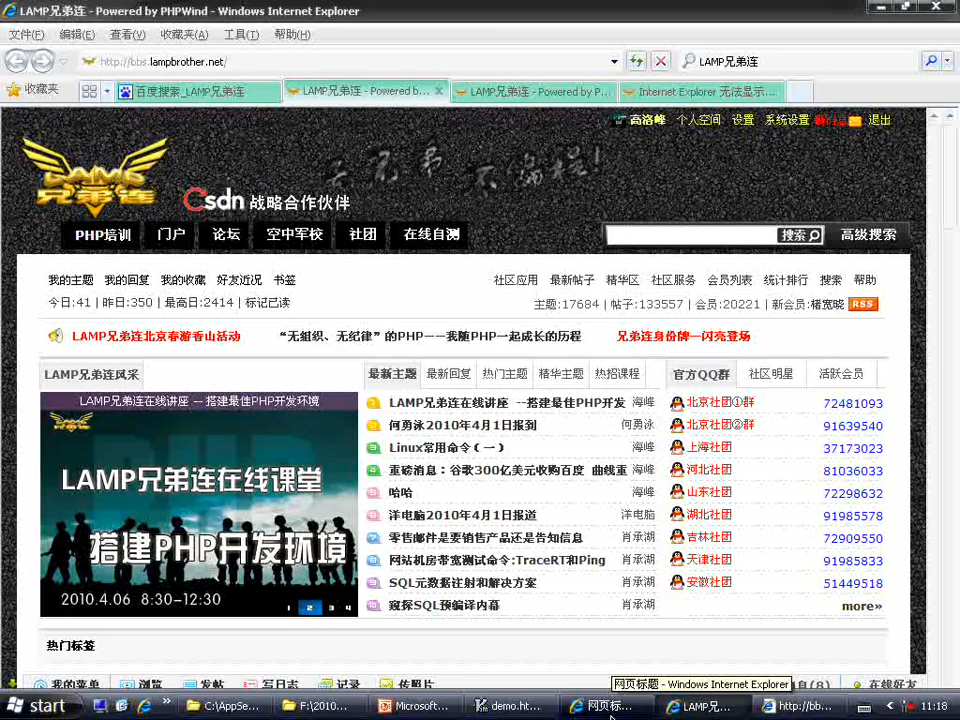 LAMP兄弟连 - Powered by PHPWind - Windows Internet Explorer
文件(F) 编辑(E) 查看(V) 收藏夹(A) 工具(T) 帮助(H)
http://bbs.lampbrother.net/ LAMP兄弟连
收藏夹 百度搜索_LAMP兄弟连 LAMP兄弟连 - Powered b... LAMP兄弟连 - Powered by P... Internet Explorer 无法显示...
高洛峰 个人空间 设置 系统设置 退出
LAMP
兄弟连
Csdn 战略合作伙伴
PHP培训 门户 论坛 空中军校 社团 在线自测 搜索 高级搜索
我的主题 我的回复 我的收藏 好友近况 书签 社区应用 最新帖子 精华区 社区服务 会员列表 统计排行 搜索 帮助
今日:41 | 昨日:350 | 最高日:2414 | 标记已读 主题:17684 | 帖子:133557 | 会员:20221 | 新会员:楮宽晓 RSS
LAMP兄弟连北京春游香山活动 “无组织、无纪律”的PHP——我随PHP一起成长的历程 兄弟连身份牌—闪亮登场
LAMP兄弟连风采 最新主题 最新回复 热门主题 精华主题 热招课程 官方QQ群 社区明星 活跃会员
LAMP兄弟连在线讲座 -- 搭建最佳PHP开发环境
LAMP兄弟连在线课堂
搭建PHP开发环境
2010.4.06 8:30-12:30
1 2 3 4
LAMP兄弟连在线讲座 --搭建最佳PHP开发 海峰
何勇泳2010年4月1日报到 何勇泳
Linux常用命令(一) 海峰
重磅消息：谷歌300亿美元收购百度 曲线重 海峰
哈哈 海峰
洋电脑2010年4月1日报道 洋电脑
零售邮件是要销售产品还是告知信息 肖承湖
网站机房带宽测试命令:TraceRT和Ping 肖承湖
SQL元数据注射和解决方案 肖承湖
窥探SQL预编译内幕 肖承湖
北京社团①群 72481093
北京社团②群 91639540
上海社团 37173023
河北社团 81036033
山东社团 72298632
湖北社团 91985578
吉林社团 72909550
天津社团 91985833
安徽社团 51449518
more»
热门标签
我的菜单 浏览 发帖 写日志 记录 传照片 息(8) 在线好友
网页标题 - Windows Internet Explorer
start C:\AppSe... F:\2010... Microsoft... demo.ht... 网页标... LAMP兄... http://bb... 11:18